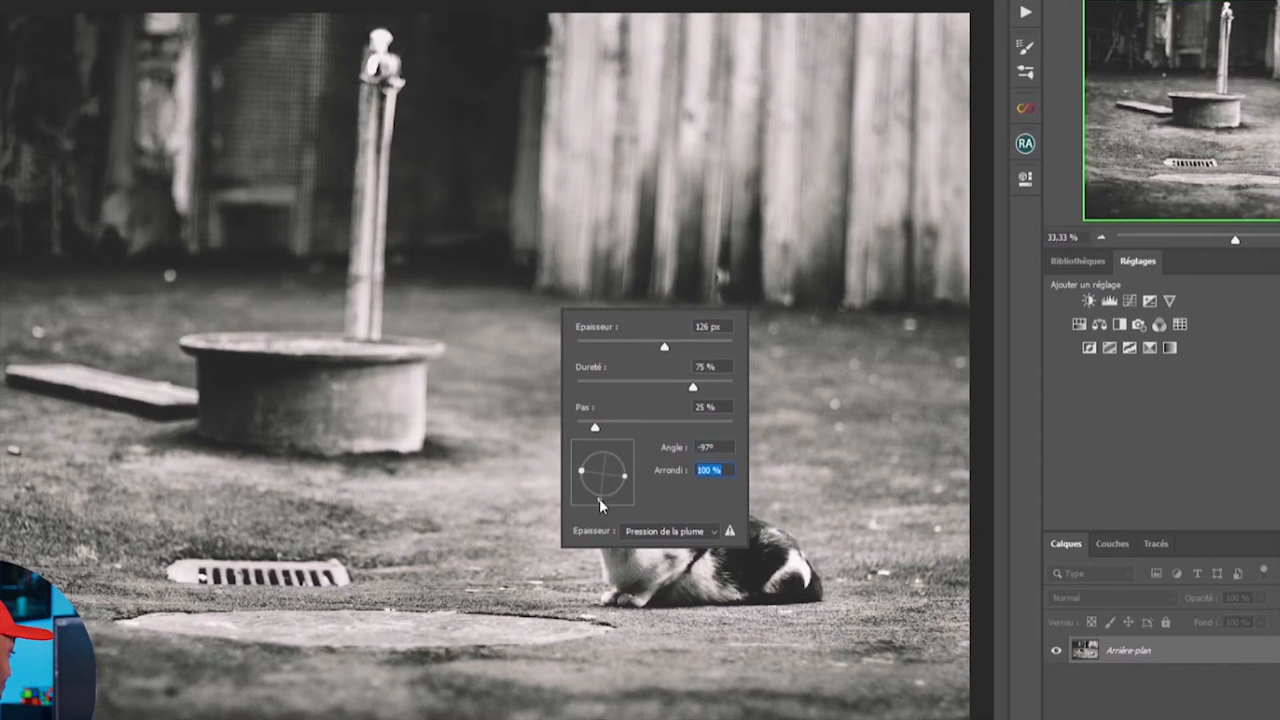 RA
33,33 %
Bibliothèques Réglages
Ajouter un réglage
Epaisseur : 126 px
Dureté : 75 %
Pas : 25 %
Angle : -97º
Arrondi : 100 %
Epaisseur : Pression de la plume
Calques Couches Tracés
Type
Normal Opacité : 100 %
Verrou : Fond : 100 %
Arrière-plan